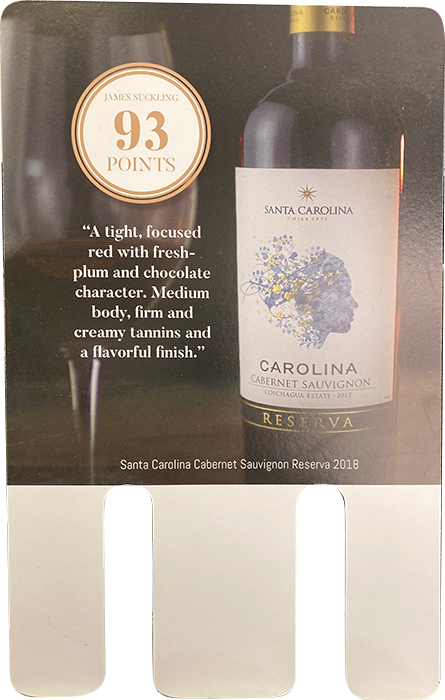 JAMES SUCKLING
93
POINTS
“A tight, focused
red with fresh-
plum and chocolate
character. Medium
body, firm and
creamy tannins and
a flavorful finish.”
SANTA CAROLINA
CHILE 1875
CAROLINA
CABERNET SAUVIGNON
COLCHAGUA ESTATE • 2017
RESERVA
Santa Carolina Cabernet Sauvignon Reserva 2018